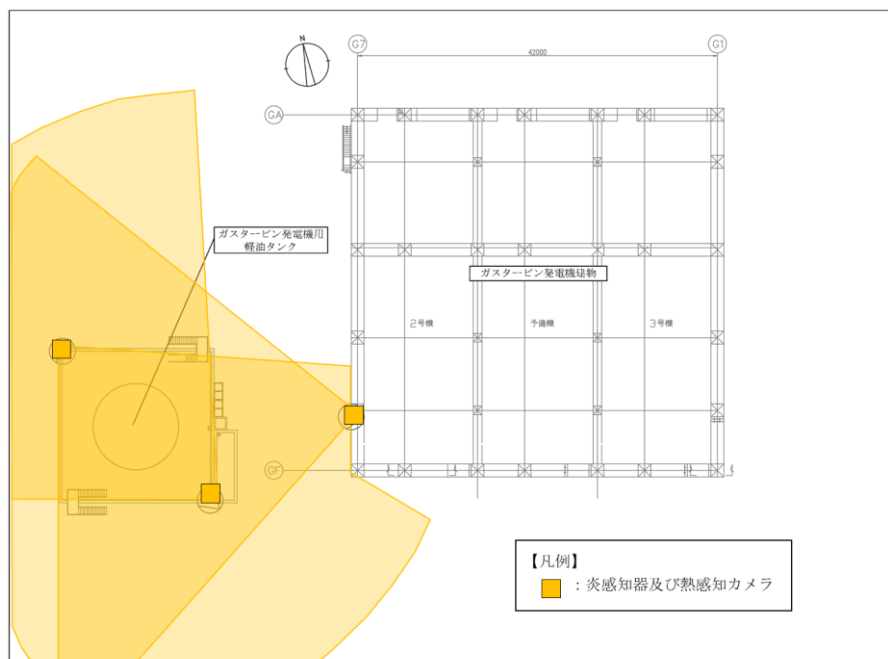 N
G7
G1
42000
GA
ガスタービン発電機用
軽油タンク
ガスタービン発電機建物
2号機
予備機
3号機
GF
【凡例】
：炎感知器及び熱感知カメラ